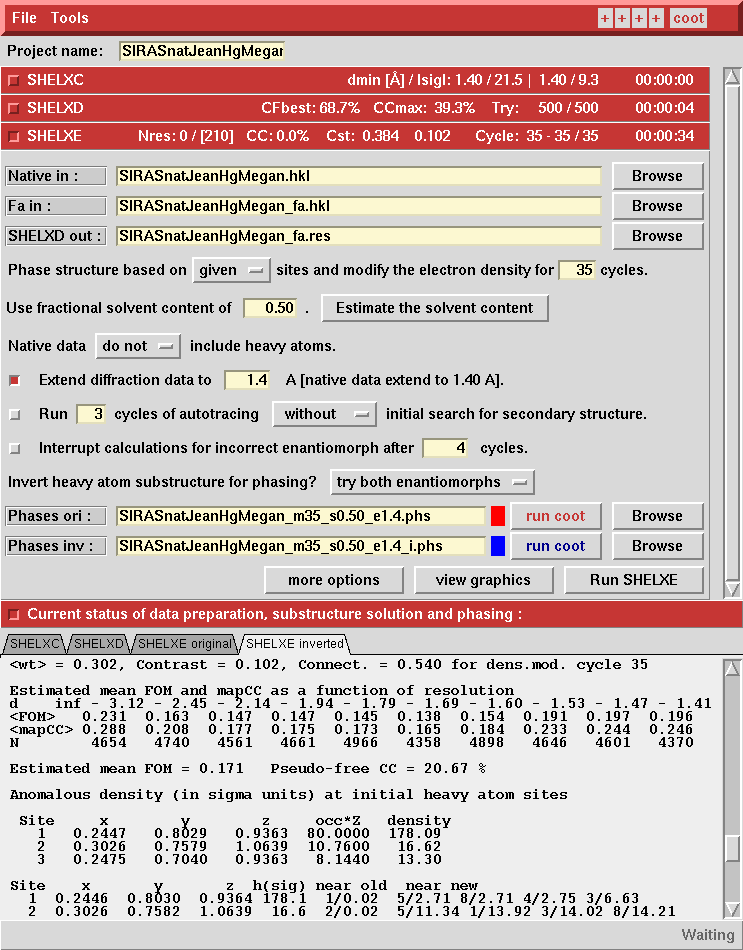 File Tools + + + + coot
Project name: SIRASnatJeanHgMegar
SHELXC dmin [Å] / Isigl: 1.40 / 21.5 | 1.40 / 9.3 00:00:00
SHELXD CFbest: 68.7% CCmax: 39.3% Try: 500 / 500 00:00:04
SHELXE Nres: 0 / [210] CC: 0.0% Cst: 0.384 0.102 Cycle: 35 - 35 / 35 00:00:34
Native in : SIRASnatJeanHgMegan.hkl Browse
Fa in : SIRASnatJeanHgMegan_fa.hkl Browse
SHELXD out : SIRASnatJeanHgMegan_fa.res Browse
Phase structure based on given sites and modify the electron density for 35 cycles.
Use fractional solvent content of 0.50 . Estimate the solvent content
Native data do not include heavy atoms.
Extend diffraction data to 1.4 A [native data extend to 1.40 A].
Run 3 cycles of autotracing without initial search for secondary structure.
Interrupt calculations for incorrect enantiomorph after 4 cycles.
Invert heavy atom substructure for phasing? try both enantiomorphs
Phases ori : SIRASnatJeanHgMegan_m35_s0.50_e1.4.phs run coot Browse
Phases inv : SIRASnatJeanHgMegan_m35_s0.50_e1.4_i.phs run coot Browse
more options view graphics Run SHELXE
Current status of data preparation, substructure solution and phasing :
SHELXC SHELXD SHELXE original SHELXE inverted
<wt> = 0.302, Contrast = 0.102, Connect. = 0.540 for dens.mod. cycle 35
Estimated mean FOM and mapCC as a function of resolution
d inf - 3.12 - 2.45 - 2.14 - 1.94 - 1.79 - 1.69 - 1.60 - 1.53 - 1.47 - 1.41
<FOM> 0.231 0.163 0.147 0.147 0.145 0.138 0.154 0.191 0.197 0.196
<mapCC> 0.288 0.208 0.177 0.175 0.173 0.165 0.184 0.233 0.244 0.246
N 4654 4740 4561 4661 4966 4358 4898 4646 4601 4370
Estimated mean FOM = 0.171 Pseudo-free CC = 20.67 %
Anomalous density (in sigma units) at initial heavy atom sites
Site x y z occ*Z density
1 0.2447 0.8029 0.9363 80.0000 178.09
2 0.3026 0.7579 1.0639 10.7600 16.62
3 0.2475 0.7040 0.9363 8.1440 13.30
Site x y z h(sig) near old near new
1 0.2446 0.8030 0.9364 178.1 1/0.02 5/2.71 8/2.71 4/2.75 3/6.63
2 0.3026 0.7582 1.0639 16.6 2/0.02 5/11.34 1/13.92 3/14.02 8/14.21
Waiting